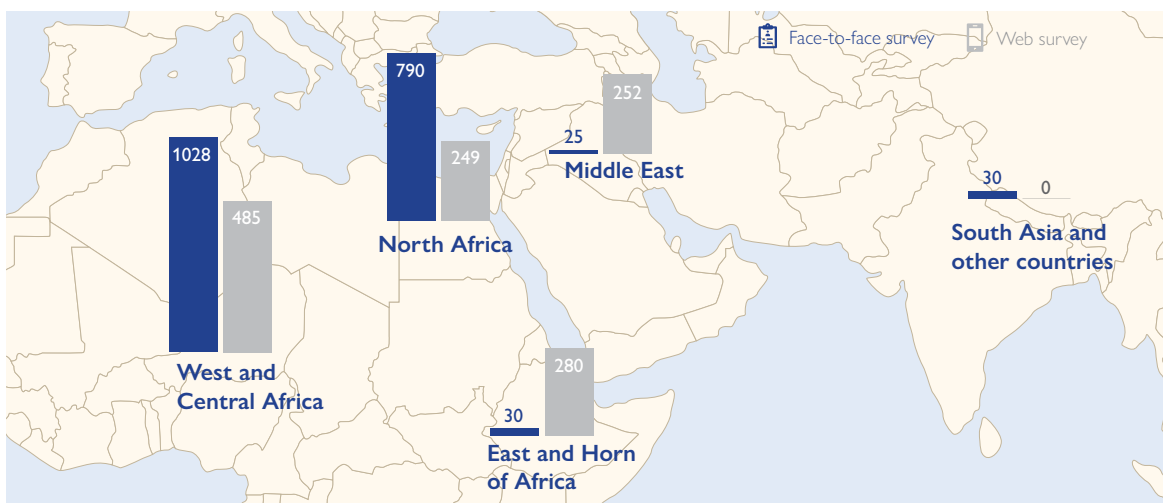 Face-to-face survey
Web survey
790
249
North Africa
25
252
Middle East
1028
485
West and
Central Africa
30
0
South Asia and
other countries
30
280
East and Horn
of Africa